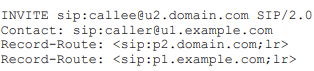 INVITE sip:callee@u2.domain.com SIP/2.0
Contact: sip:caller@u1.example.com
Record-Route: <sip:p2.domain.com;lr>
Record-Route: <sip:p1.example.com;lr>